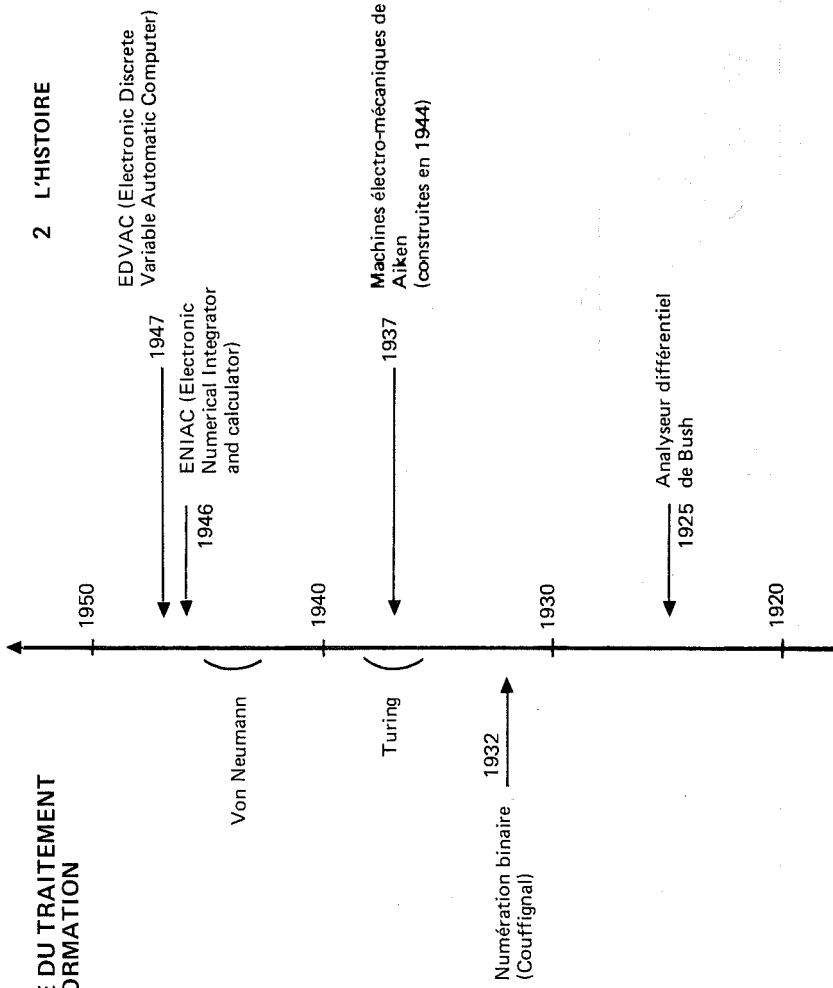 E DU TRAITEMENT
ORMATION
2 L'HISTOIRE
1950
EDVAC (Electronic Discrete
Variable Automatic Computer)
1947
ENIAC (Electronic
Numerical Integrator
and calculator)
1946
Von Neumann
1940
Machines électro-mécaniques de
Aiken
(construites en 1944)
1937
Turing
1932
Numération binaire
(Couffignal)
1930
Analyseur différentiel
de Bush
1925
1920